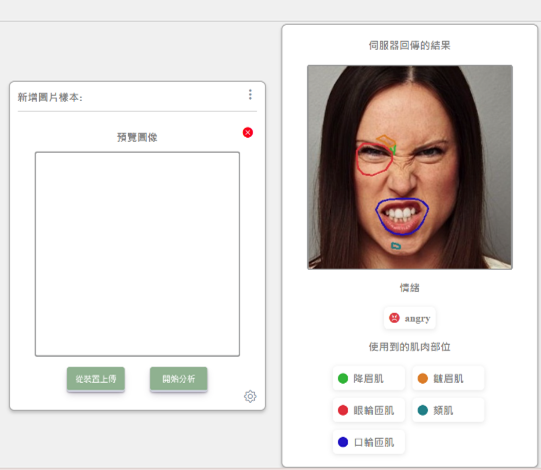 新增圖片樣本:
預覽圖像
從裝置上傳
開始分析
伺服器回傳的結果
情緒
angry
使用到的肌肉部位
降眉肌
皺眉肌
眼輪匝肌
頦肌
口輪匝肌